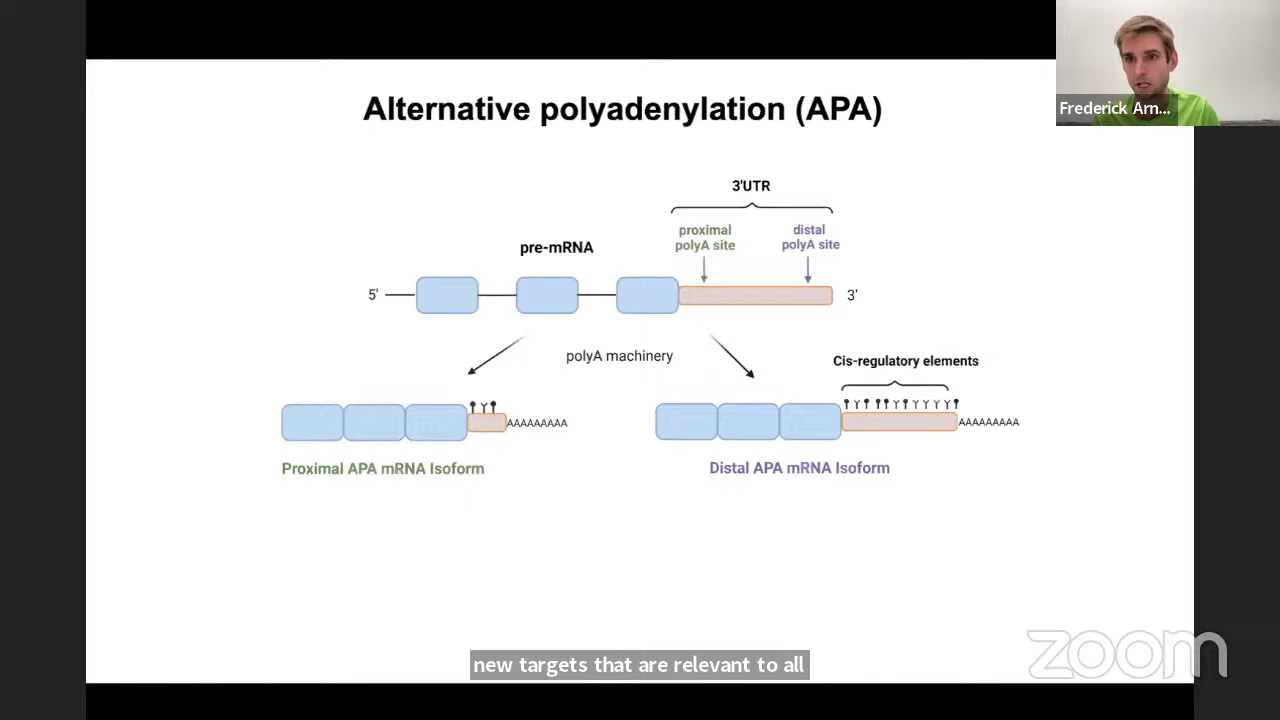 Frederick Arn...
Alternative polyadenylation (APA)
3'UTR
proximal
polyA site
distal
polyA site
pre-mRNA
5'
3'
polyA machinery
Cis-regulatory elements
AAAAAAAAA
AAAAAAAAA
Proximal APA mRNA Isoform
Distal APA mRNA Isoform
new targets that are relevant to all
zoom